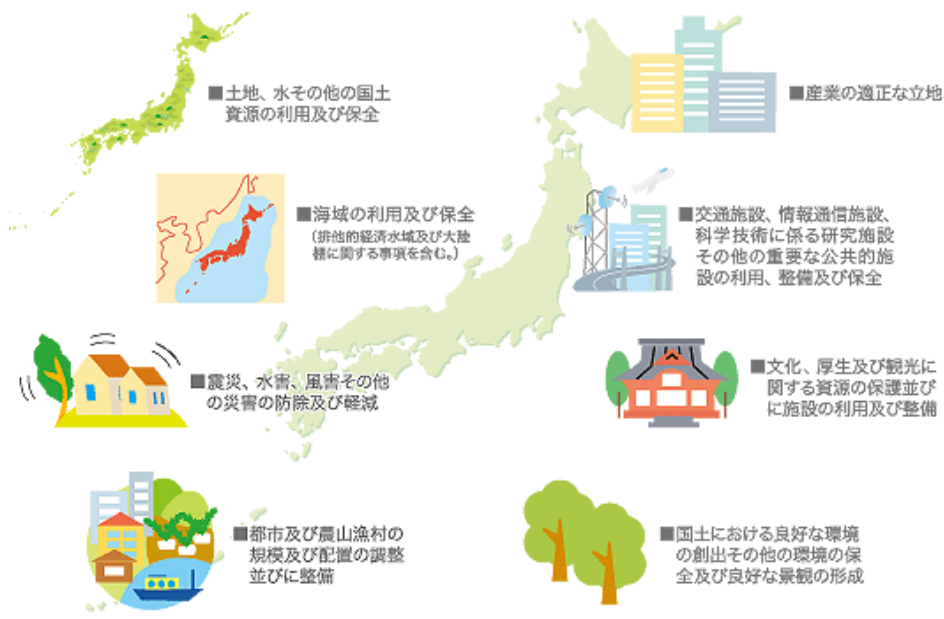 ■土地、水その他の国土
資源の利用及び保全
■産業の適正な立地
■海域の利用及び保全
（排他的経済水域及び大陸
棚に関する事項を含む。）
■交通施設、情報通信施設、
科学技術に係る研究施設
その他の重要な公共的施
設の利用、整備及び保全
■震災、水害、風害その他
の災害の防除及び軽減
■文化、厚生及び観光に
関する資源の保護並び
に施設の利用及び整備
■都市及び農山漁村の
規模及び配置の調整
並びに整備
■国土における良好な環境
の創出その他の環境の保
全及び良好な景観の形成